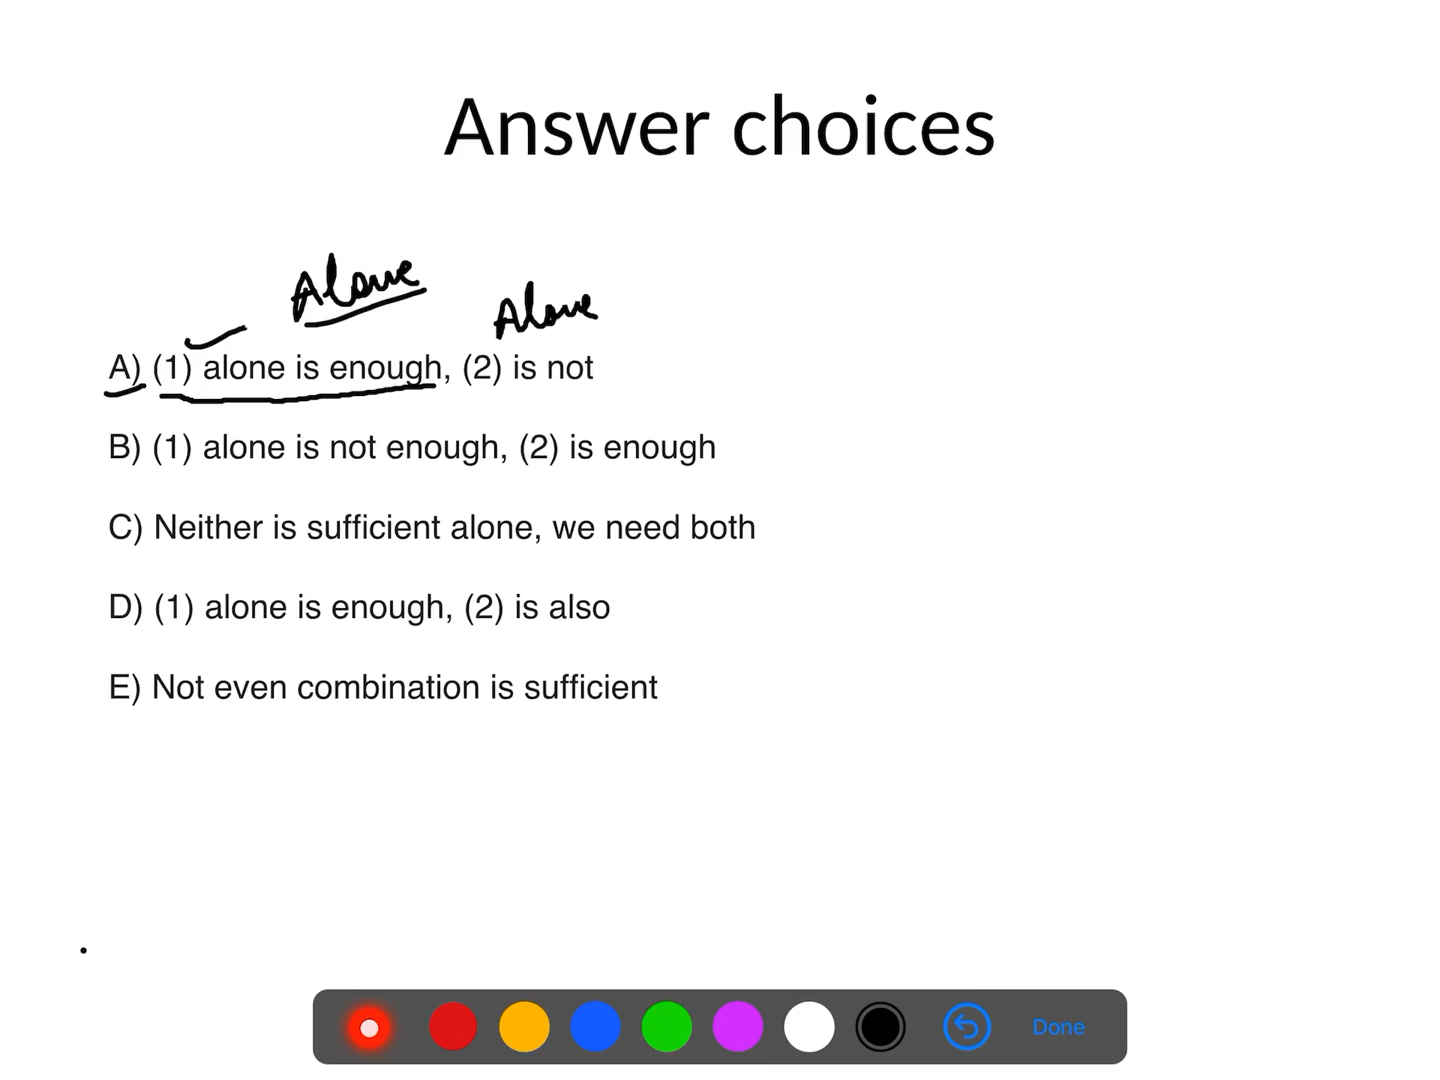 Answer choices
Alone
Alone
A) (1) alone is enough, (2) is not
B) (1) alone is not enough, (2) is enough
C) Neither is sufficient alone, we need both
D) (1) alone is enough, (2) is also
E) Not even combination is sufficient
Done